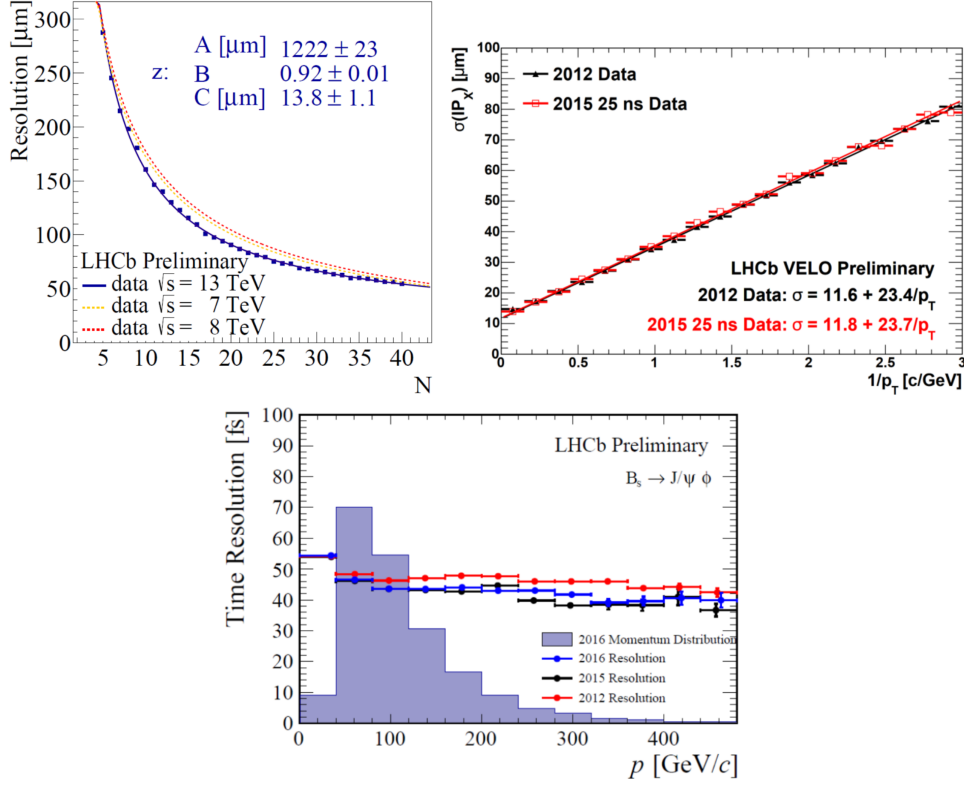 Resolution [μm]
300
250
200
150
100
50
0
z:
A [μm] 1222 ± 23
B 0.92 ± 0.01
C [μm] 13.8 ± 1.1
LHCb Preliminary
data √s = 13 TeV
data √s = 7 TeV
data √s = 8 TeV
5 10 15 20 25 30 35 40
N
σ(IP_X) [μm]
100
90
80
70
60
50
40
30
20
10
0
2012 Data
2015 25 ns Data
LHCb VELO Preliminary
2012 Data: σ = 11.6 + 23.4/p_T
2015 25 ns Data: σ = 11.8 + 23.7/p_T
0 0.5 1 1.5 2 2.5 3
1/p_T [c/GeV]
Time Resolution [fs]
100
90
80
70
60
50
40
30
20
10
0
LHCb Preliminary
B_s → J/ψ ϕ
2016 Momentum Distribution
2016 Resolution
2015 Resolution
2012 Resolution
0 100 200 300 400
p [GeV/c]